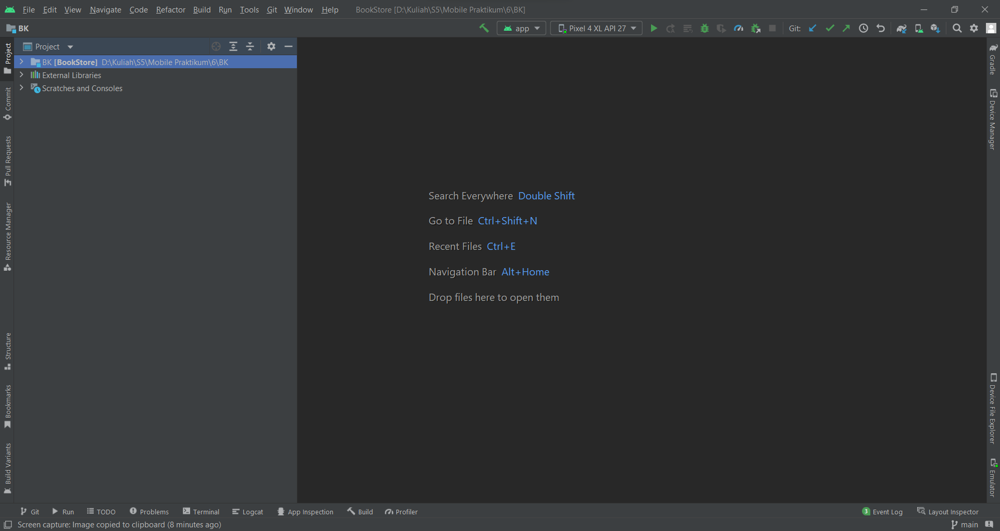 File Edit View Navigate Code Refactor Build Run Tools Git Window Help BookStore [D:\Kuliah\S5\Mobile Praktikum\6\BK]
BK app Pixel 4 XL API 27 Git:
Project
BK [BookStore] D:\Kuliah\S5\Mobile Praktikum\6\BK
External Libraries
Scratches and Consoles
Project
Commit
Pull Requests
Resource Manager
Structure
Bookmarks
Build Variants
Search Everywhere Double Shift
Go to File Ctrl+Shift+N
Recent Files Ctrl+E
Navigation Bar Alt+Home
Drop files here to open them
Gradle
Device Manager
Device File Explorer
Emulator
Git Run TODO Problems Terminal Logcat App Inspection Build Profiler 3 Event Log Layout Inspector
Screen capture: Image copied to clipboard (8 minutes ago) main